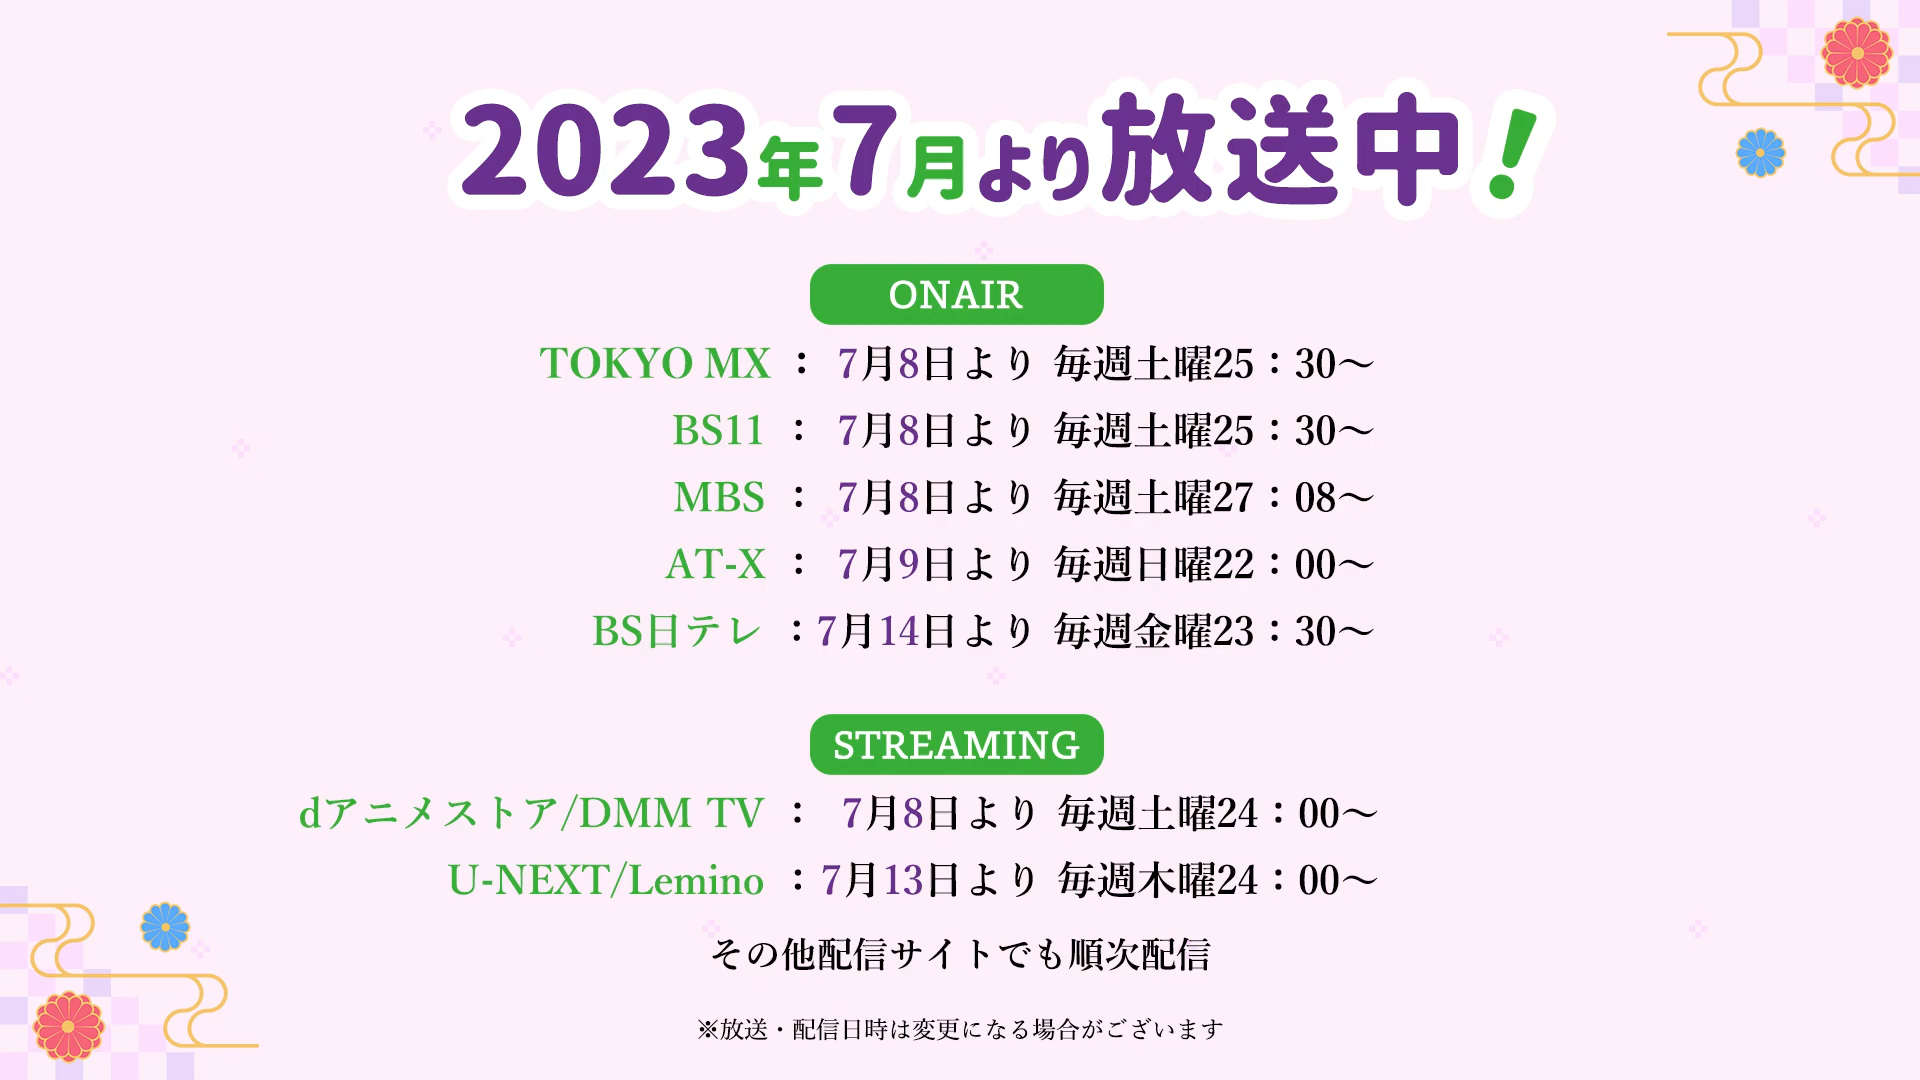 2023年7月より放送中!
ONAIR
TOKYO MX : 7月8日より 毎週土曜25:30〜
BS11 : 7月8日より 毎週土曜25:30〜
MBS : 7月8日より 毎週土曜27:08〜
AT-X : 7月9日より 毎週日曜22:00〜
BS日テレ :7月14日より 毎週金曜23:30〜
STREAMING
dアニメストア/DMM TV : 7月8日より 毎週土曜24:00〜
U-NEXT/Lemino :7月13日より 毎週木曜24:00〜
その他配信サイトでも順次配信
※放送・配信日時は変更になる場合がございます